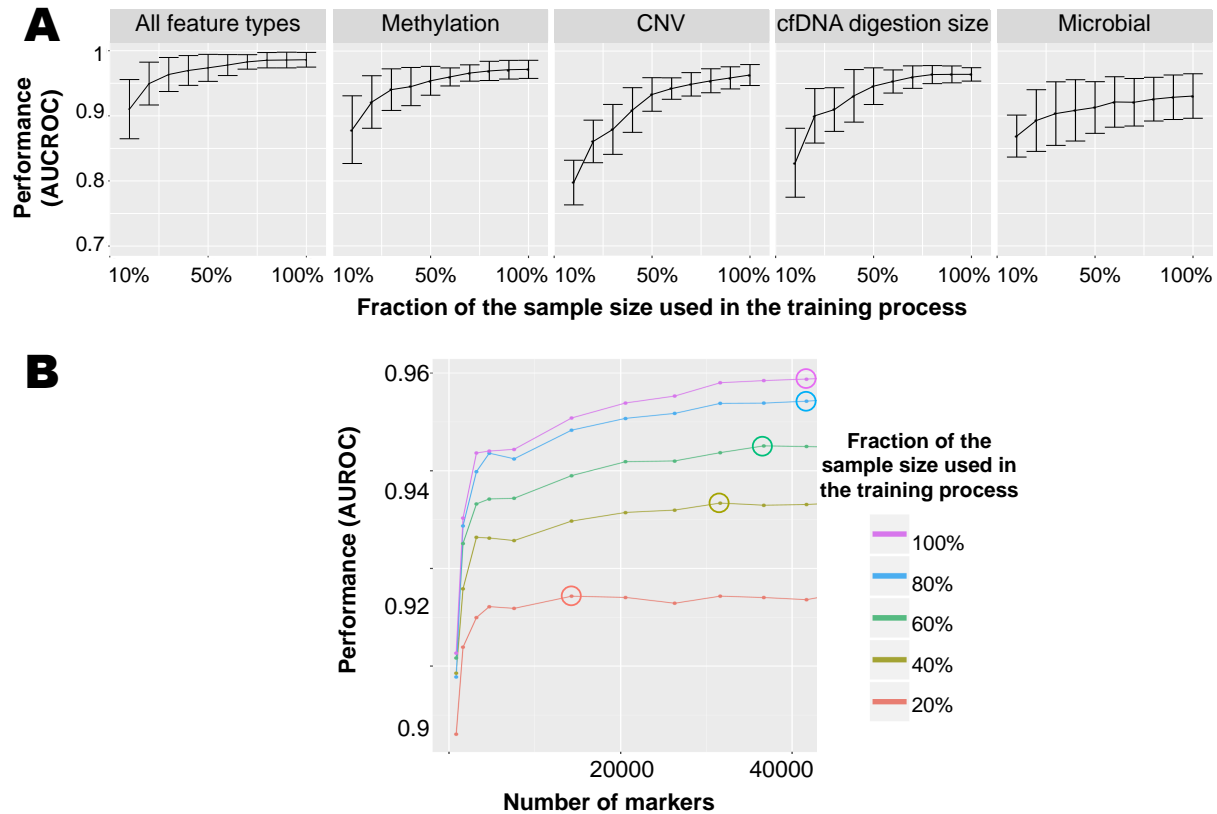 A
All feature types
Methylation
CNV
cfDNA digestion size
Microbial
Performance
(AUCROC)
1
0.9
0.8
0.7
10% 50% 100%
10% 50% 100%
10% 50% 100%
10% 50% 100%
10% 50% 100%
Fraction of the sample size used in the training process
B
Performance (AUROC)
0.96
0.94
0.92
0.9
20000 40000
Number of markers
Fraction of the
sample size used in
the training process
100%
80%
60%
40%
20%